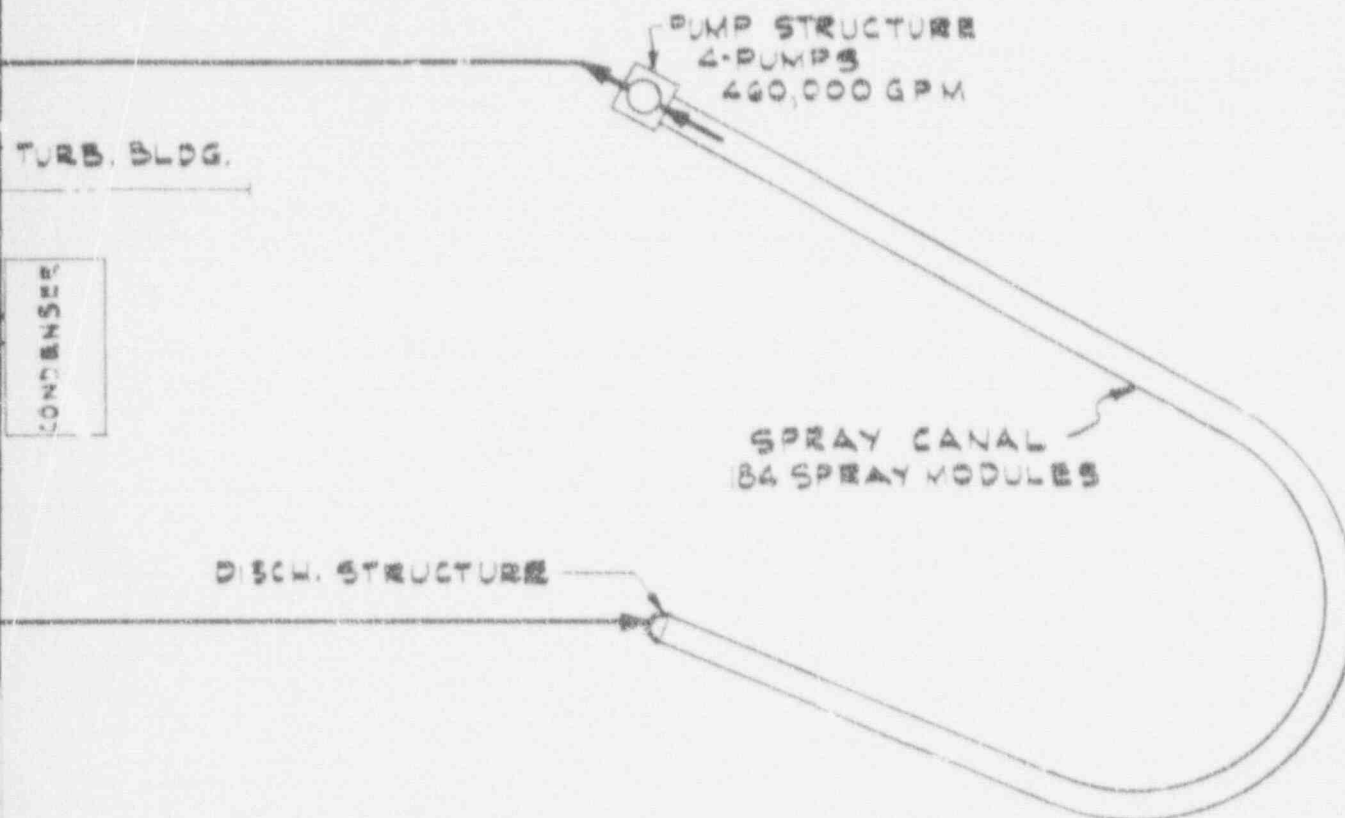 PUMP STRUCTURE
4-PUMPS
460,000 GPM
TURB. BLDG.
CONDENSER
SPRAY CANAL
184 SPRAY MODULES
DISCH. STRUCTURE